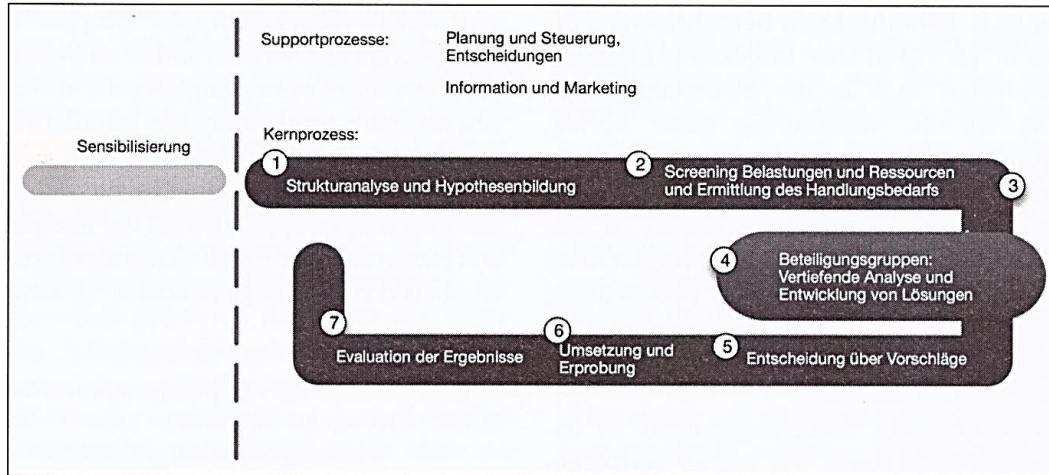 Supportprozesse: Planung und Steuerung,
Entscheidungen
Information und Marketing
Sensibilisierung
Kernprozess:
1
Strukturanalyse und Hypothesenbildung
2
Screening Belastungen und Ressourcen
und Ermittlung des Handlungsbedarfs
3
4
Beteiligungsgruppen:
Vertiefende Analyse und
Entwicklung von Lösungen
7
Evaluation der Ergebnisse
6
Umsetzung und
Erprobung
5
Entscheidung über Vorschläge